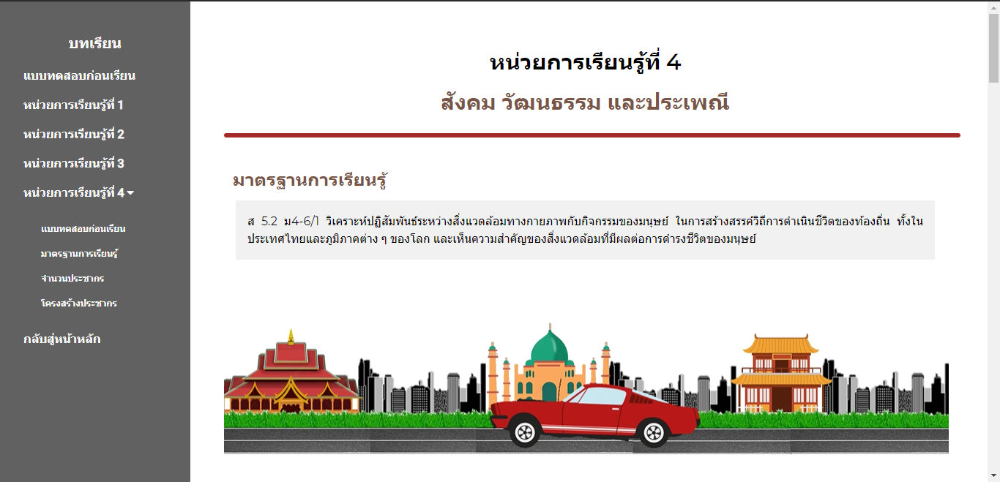 บทเรียน
แบบทดสอบก่อนเรียน
หน่วยการเรียนรู้ที่ 1
หน่วยการเรียนรู้ที่ 2
หน่วยการเรียนรู้ที่ 3
หน่วยการเรียนรู้ที่ 4
แบบทดสอบก่อนเรียน
มาตรฐานการเรียนรู้
จำนวนประชากร
โครงสร้างประชากร
กลับสู่หน้าหลัก
หน่วยการเรียนรู้ที่ 4
สังคม วัฒนธรรม และประเพณี
มาตรฐานการเรียนรู้
ส 5.2 ม4-6/1 วิเคราะห์ปฏิสัมพันธ์ระหว่างสิ่งแวดล้อมทางกายภาพกับกิจกรรมของมนุษย์ ในการสร้างสรรค์วิถีการดำเนินชีวิตของท้องถิ่น ทั้งใน
ประเทศไทยและภูมิภาคต่าง ๆ ของโลก และเห็นความสำคัญของสิ่งแวดล้อมที่มีผลต่อการดำรงชีวิตของมนุษย์